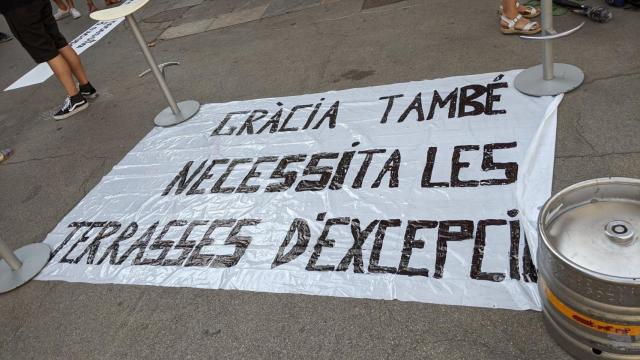 GRÀCIA TAMBÉ
NECESSITA LES
TERRASSES D'EXCEPCI